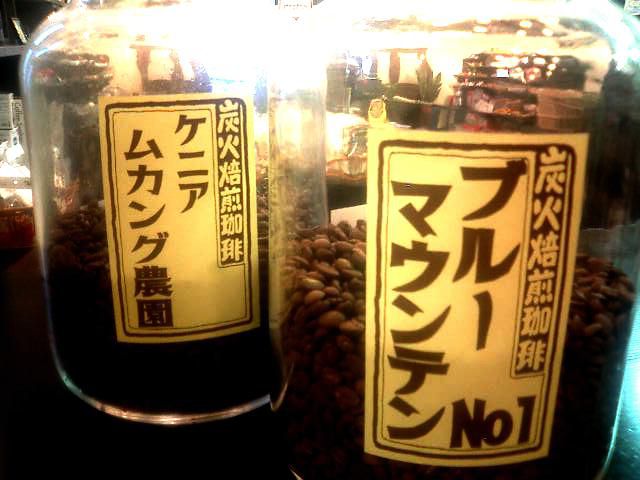 炭火焙煎珈琲
ケニア
ムカング農園
炭火焙煎珈琲
ブルー
マウンテン
No1